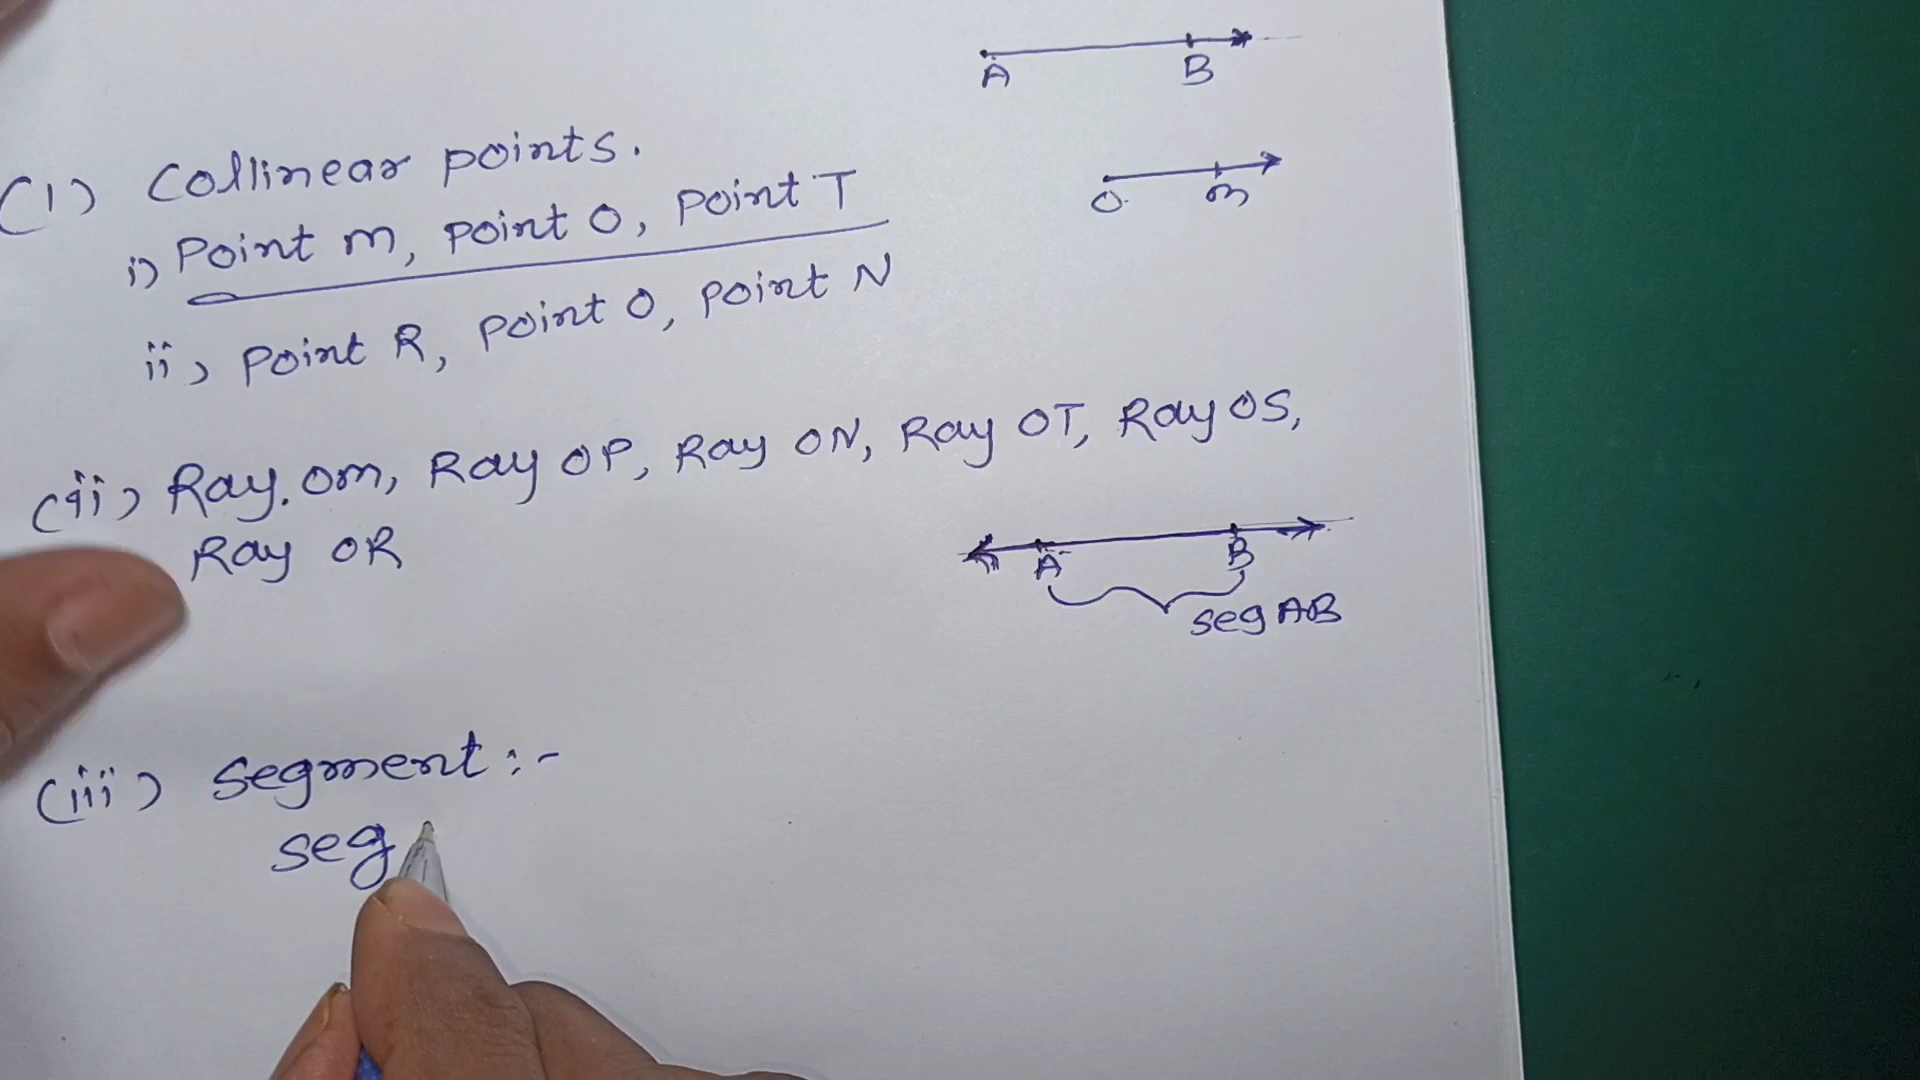 A B
(1) Collinear points.
O m
i) Point m, Point O, Point T
ii) Point R, Point O, Point N
(ii) Ray. Om, Ray OP, Ray ON, Ray OT, Ray OS,
Ray OR
A B
seg AB
(iii) Segment :-
seg